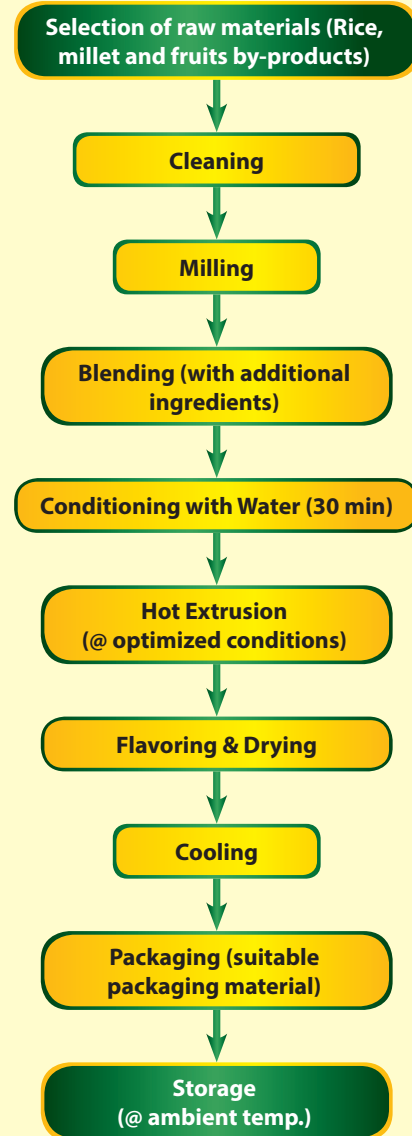 Selection of raw materials (Rice,
millet and fruits by-products)
Cleaning
Milling
Blending (with additional
ingredients)
Conditioning with Water (30 min)
Hot Extrusion
(@ optimized conditions)
Flavoring & Drying
Cooling
Packaging (suitable
packaging material)
Storage
(@ ambient temp.)